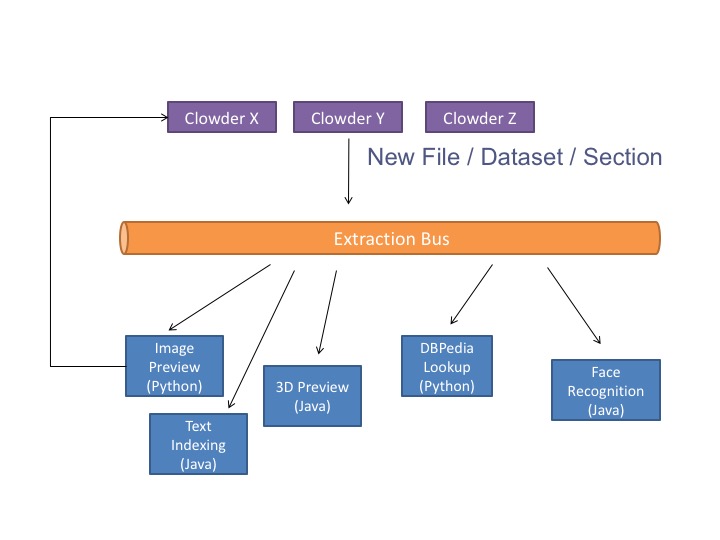 Clowder X
Clowder Y
Clowder Z
New File / Dataset / Section
Extraction Bus
Image
Preview
(Python)
Text
Indexing
(Java)
3D Preview
(Java)
DBPedia
Lookup
(Python)
Face
Recognition
(Java)